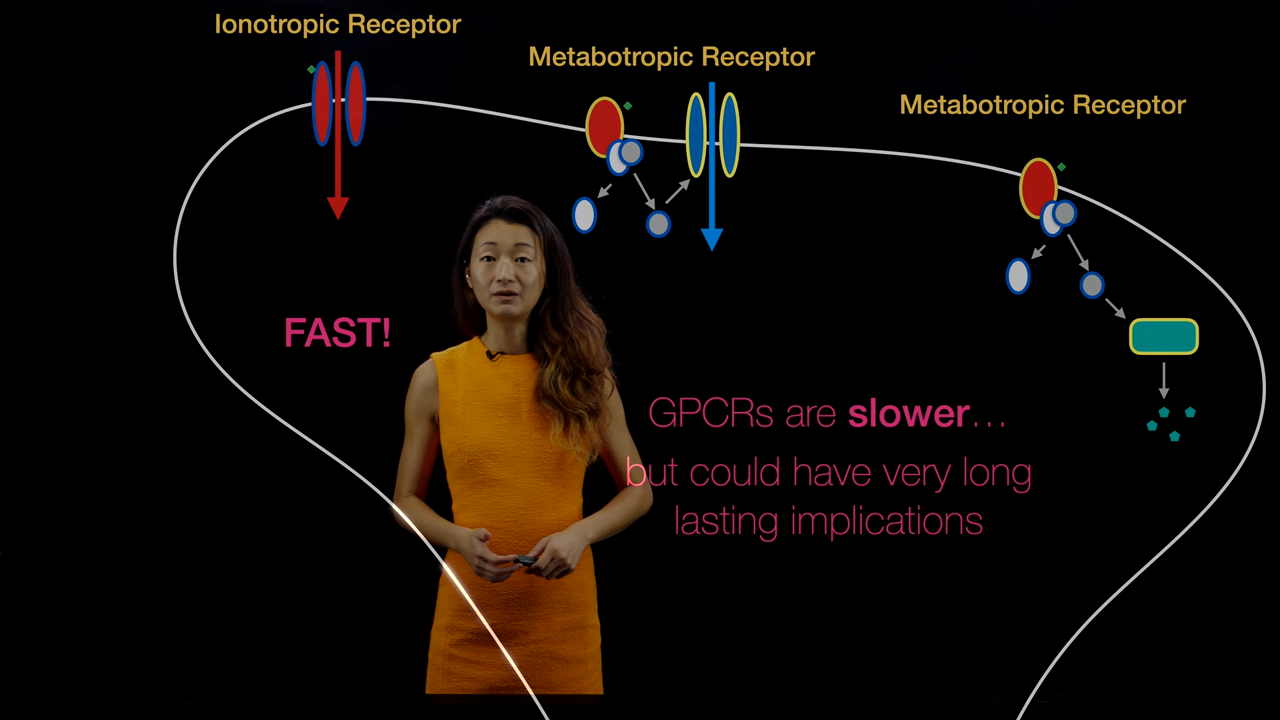 Ionotropic Receptor
Metabotropic Receptor
Metabotropic Receptor
FAST!
GPCRs are slower...
but could have very long
lasting implications